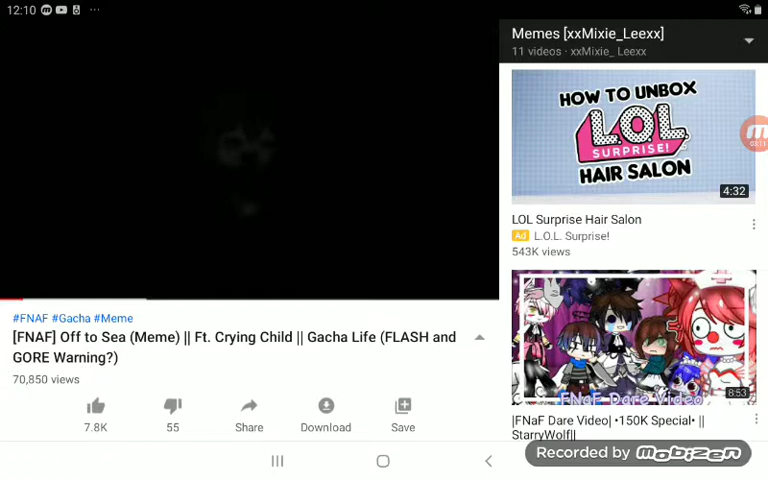 12:10
Memes [xxMixie_Leexx]
11 videos · xxMixie_ Leexx
HOW TO UNBOX
L.O.L.
SURPRISE!
HAIR SALON
4:32
03:11
LOL Surprise Hair Salon
Ad L.O.L. Surprise!
543K views
#FNAF #Gacha #Meme
[FNAF] Off to Sea (Meme) || Ft. Crying Child || Gacha Life (FLASH and
GORE Warning?)
70,850 views
7.8K
55
Share
Download
Save
FNaF Dare Video
8:53
|FNaF Dare Video| •150K Special• ||
StarryWolf||
Recorded by mobizen